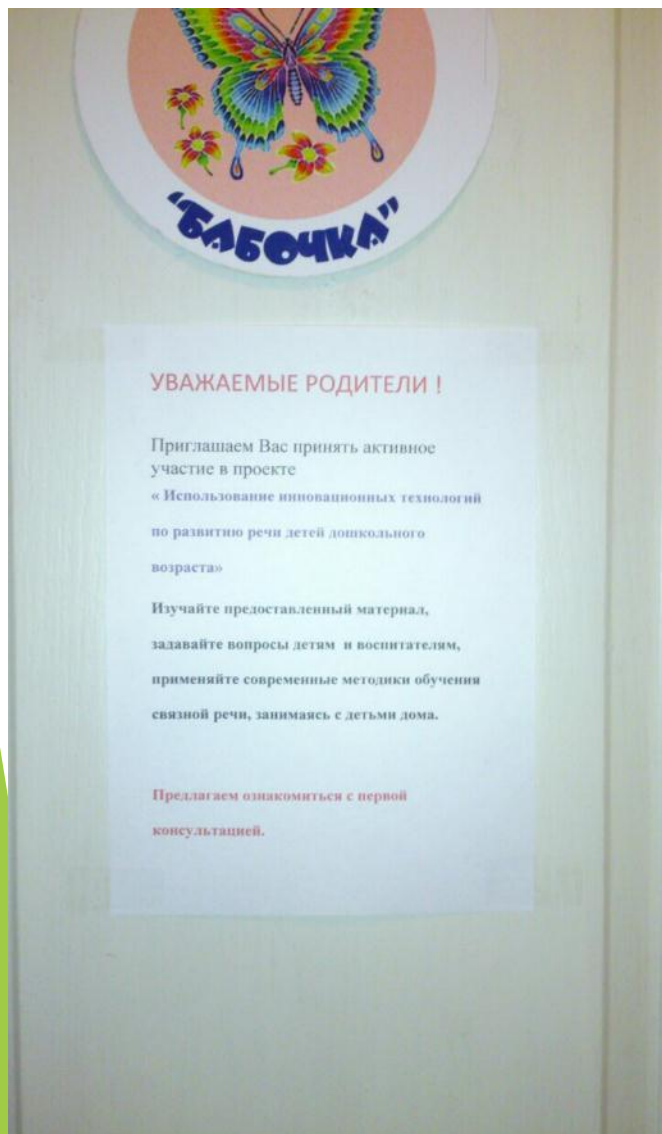 "БАБОЧКА"
УВАЖАЕМЫЕ РОДИТЕЛИ !
Приглашаем Вас принять активное
участие в проекте
« Использование инновационных технологий
по развитию речи детей дошкольного
возраста»
Изучайте предоставленный материал,
задавайте вопросы детям и воспитателям,
применяйте современные методики обучения
связной речи, занимаясь с детьми дома.
Предлагаем ознакомиться с первой
консультацией.